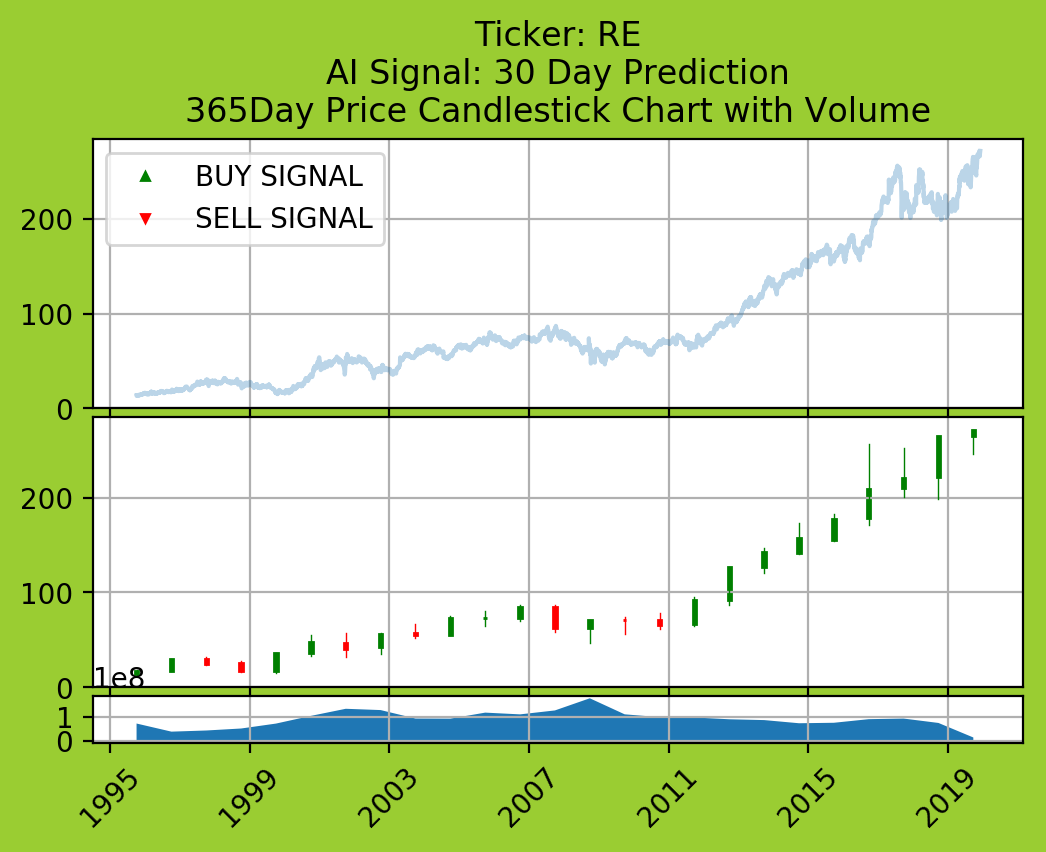 Ticker: RE
AI Signal: 30 Day Prediction
365Day Price Candlestick Chart with Volume
BUY SIGNAL
SELL SIGNAL
200
100
0
200
100
0
1e8
1
0
1995
1999
2003
2007
2011
2015
2019